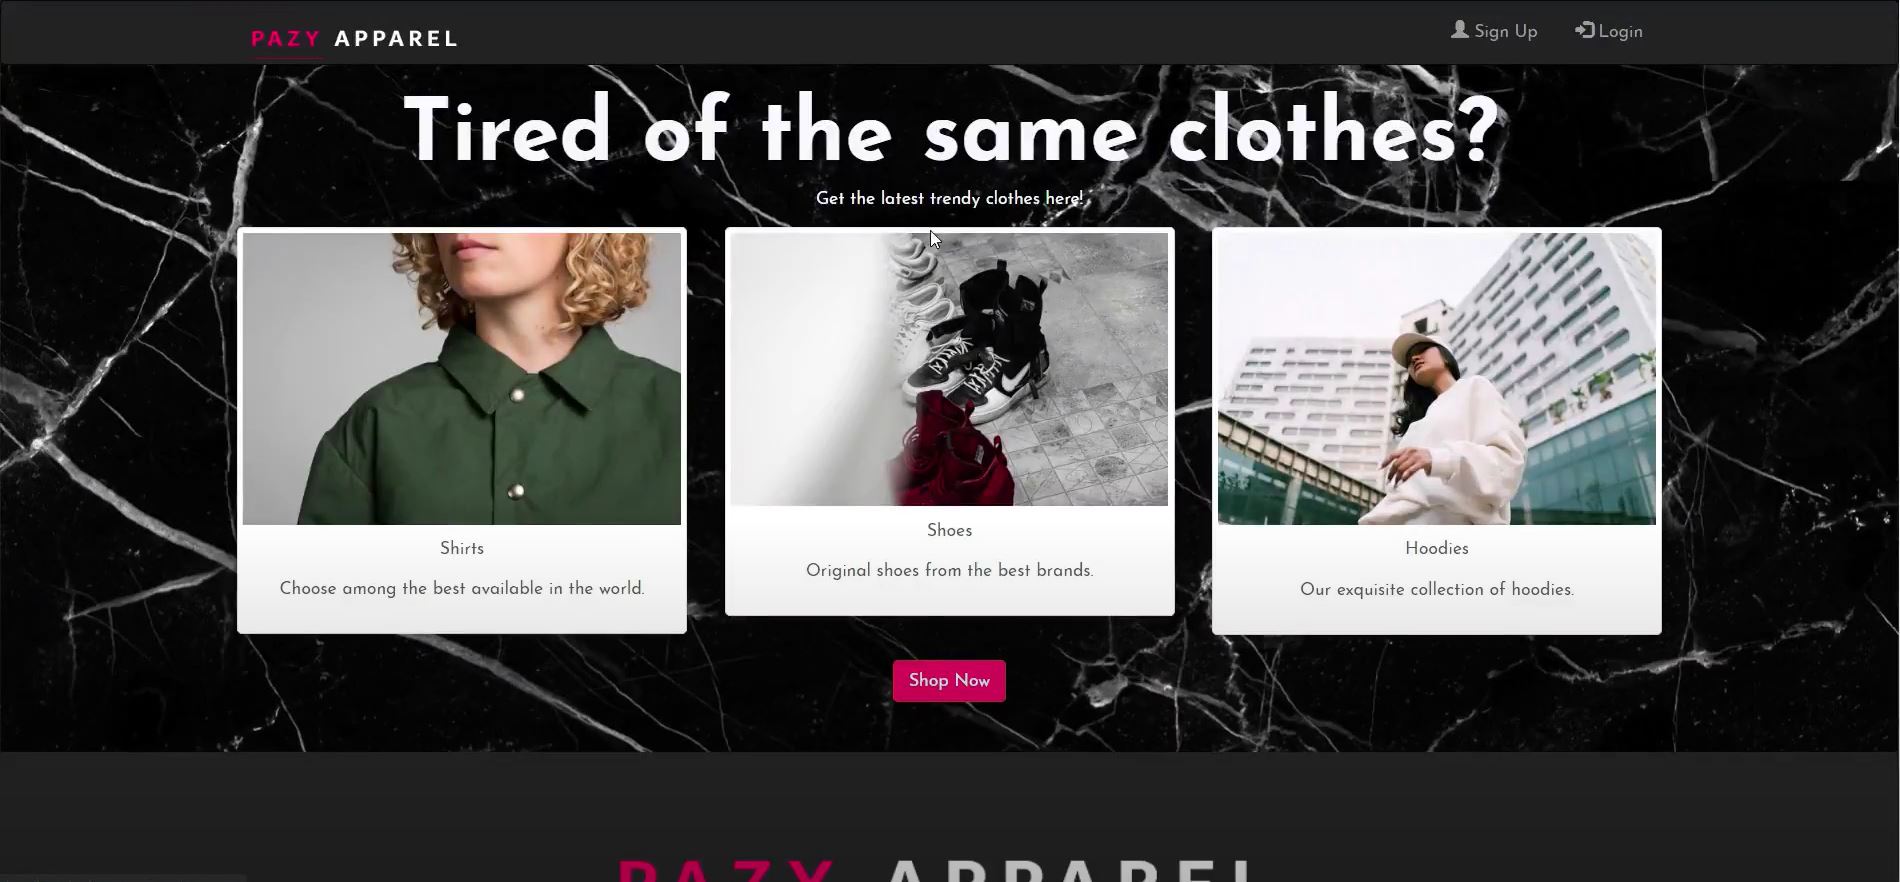 PAZY APPAREL
Sign Up
Login
Tired of the same clothes?
Get the latest trendy clothes here!
Shirts
Choose among the best available in the world.
Shoes
Original shoes from the best brands.
Hoodies
Our exquisite collection of hoodies.
Shop Now
PAZY APPAREL